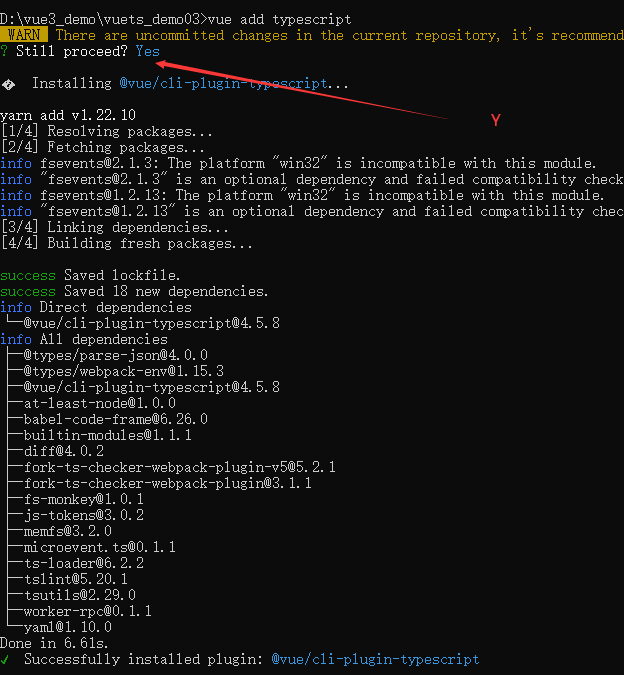 D:\vue3_demo\vuets_demo03>vue add typescript
WARN There are uncommitted changes in the current repository, it's recommend
? Still proceed? Yes
Installing @vue/cli-plugin-typescript...
Y
yarn add v1.22.10
[1/4] Resolving packages...
[2/4] Fetching packages...
info fsevents@2.1.3: The platform "win32" is incompatible with this module.
info "fsevents@2.1.3" is an optional dependency and failed compatibility check
info fsevents@1.2.13: The platform "win32" is incompatible with this module.
info "fsevents@1.2.13" is an optional dependency and failed compatibility chec
[3/4] Linking dependencies...
[4/4] Building fresh packages...
success Saved lockfile.
success Saved 18 new dependencies.
info Direct dependencies
└─@vue/cli-plugin-typescript@4.5.8
info All dependencies
├─@types/parse-json@4.0.0
├─@types/webpack-env@1.15.3
├─@vue/cli-plugin-typescript@4.5.8
├─at-least-node@1.0.0
├─babel-code-frame@6.26.0
├─builtin-modules@1.1.1
├─diff@4.0.2
├─fork-ts-checker-webpack-plugin-v5@5.2.1
├─fork-ts-checker-webpack-plugin@3.1.1
├─fs-monkey@1.0.1
├─js-tokens@3.0.2
├─memfs@3.2.0
├─microevent.ts@0.1.1
├─ts-loader@6.2.2
├─tslint@5.20.1
├─tsutils@2.29.0
├─worker-rpc@0.1.1
└─yaml@1.10.0
Done in 6.61s.
✓ Successfully installed plugin: @vue/cli-plugin-typescript